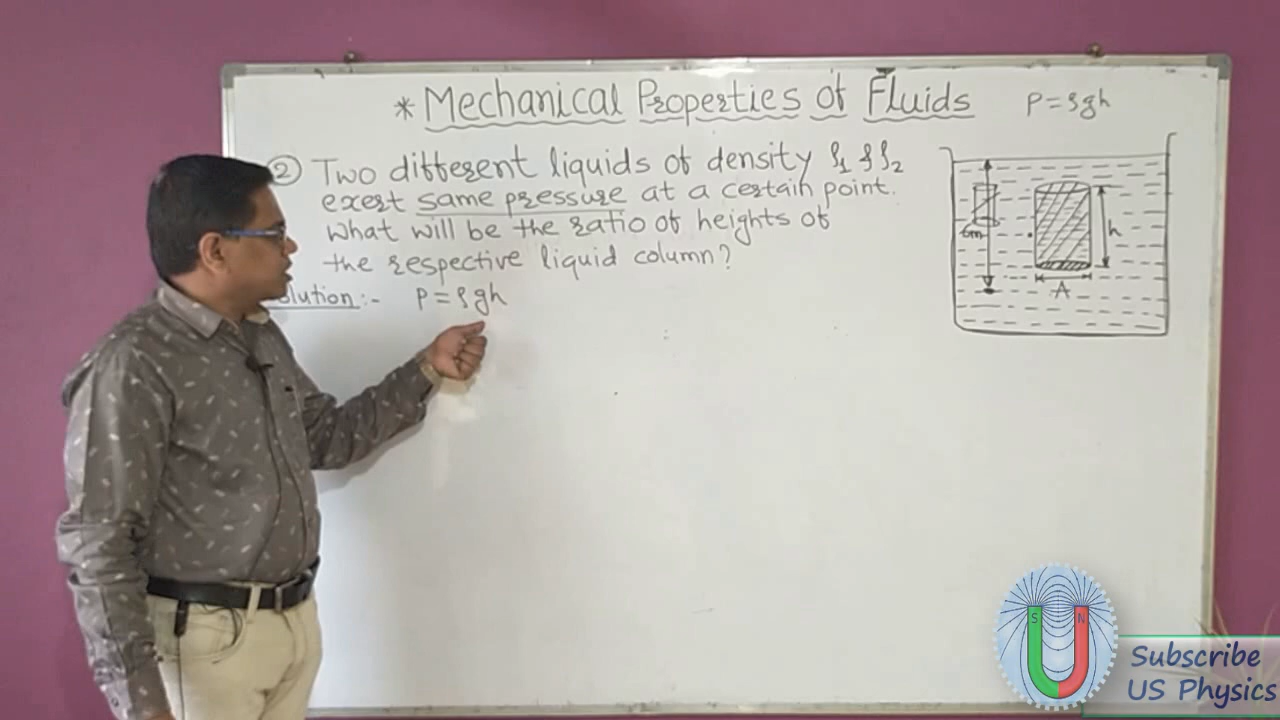 * Mechanical Properties of Fluids P = ρgh
② Two different liquids of density ρ1 & ρ2
exert same pressure at a certain point.
What will be the ratio of heights of
the respective liquid column?
olution:- P = ρgh
6m
h
A
S N
Subscribe
US Physics